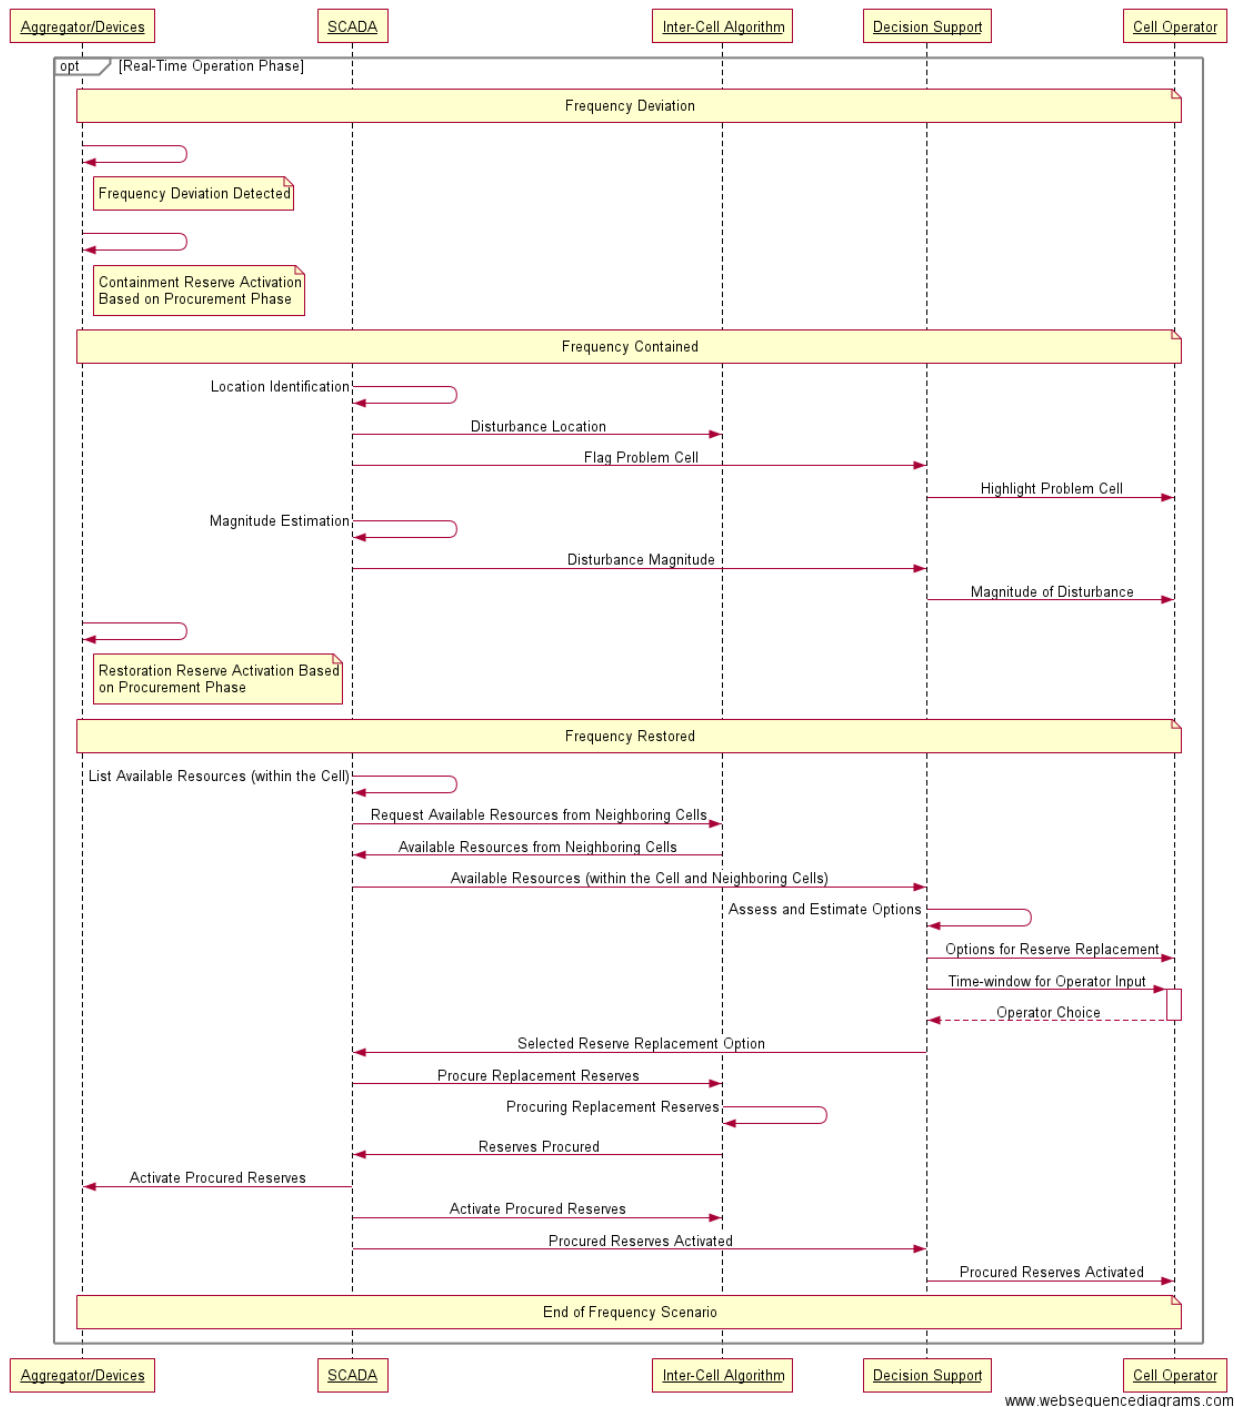 Aggregator/Devices
SCADA
Inter-Cell Algorithm
Decision Support
Cell Operator
opt
[Real-Time Operation Phase]
Frequency Deviation
Frequency Deviation Detected
Containment Reserve Activation
Based on Procurement Phase
Frequency Contained
Location Identification
Disturbance Location
Flag Problem Cell
Highlight Problem Cell
Magnitude Estimation
Disturbance Magnitude
Magnitude of Disturbance
Restoration Reserve Activation Based
on Procurement Phase
Frequency Restored
List Available Resources (within the Cell)
Request Available Resources from Neighboring Cells
Available Resources from Neighboring Cells
Available Resources (within the Cell and Neighboring Cells)
Assess and Estimate Options
Options for Reserve Replacement
Time-window for Operator Input
Operator Choice
Selected Reserve Replacement Option
Procure Replacement Reserves
Procuring Replacement Reserves
Reserves Procured
Activate Procured Reserves
Activate Procured Reserves
Procured Reserves Activated
Procured Reserves Activated
End of Frequency Scenario
Aggregator/Devices
SCADA
Inter-Cell Algorithm
Decision Support
Cell Operator
www.websequencediagrams.com